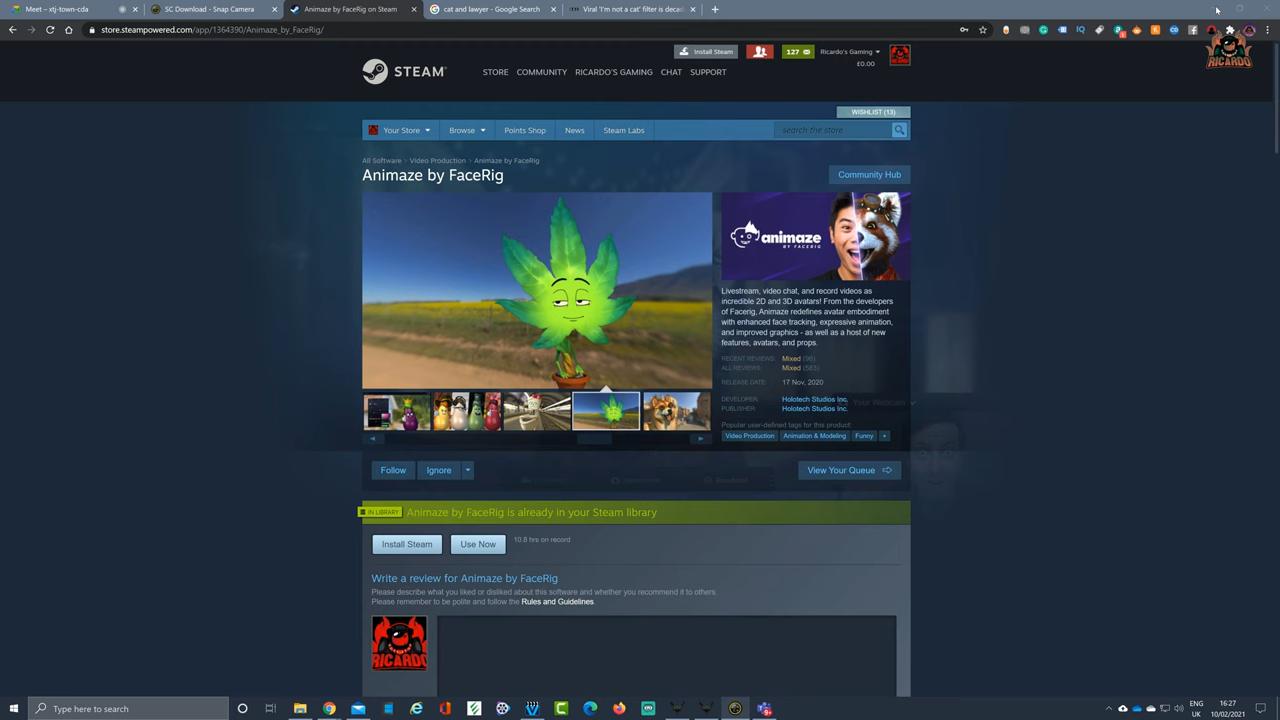 Meet – xtj-town-cda
SC Download - Snap Camera
Animaze by FaceRig on Steam
cat and lawyer - Google Search
Viral 'I'm not a cat' filter is decad
store.steampowered.com/app/1364390/Animaze_by_FaceRig/
RICARDO
Install Steam
127
Ricardo's Gaming
£0.00
STEAM
STORE COMMUNITY RICARDO'S GAMING CHAT SUPPORT
WISHLIST (13)
Your Store Browse Points Shop News Steam Labs search the store
All Software > Video Production > Animaze by FaceRig
Animaze by FaceRig
Community Hub
animaze
BY FACERIG
Livestream, video chat, and record videos as
incredible 2D and 3D avatars! From the developers
of Facerig, Animaze redefines avatar embodiment
with enhanced face tracking, expressive animation,
and improved graphics - as well as a host of new
features, avatars, and props.
RECENT REVIEWS: Mixed (96)
ALL REVIEWS: Mixed (583)
RELEASE DATE: 17 Nov, 2020
DEVELOPER: Holotech Studios Inc.
PUBLISHER: Holotech Studios Inc.
Your Webcam
Popular user-defined tags for this product:
Video Production Animation & Modeling Funny +
Follow Ignore View Your Queue
IN LIBRARY Animaze by FaceRig is already in your Steam library
Install Steam Use Now 10.8 hrs on record
Write a review for Animaze by FaceRig
Please describe what you liked or disliked about this software and whether you recommend it to others.
Please remember to be polite and follow the Rules and Guidelines.
RICARDO
Type here to search
ENG
UK
16:27
10/02/2021